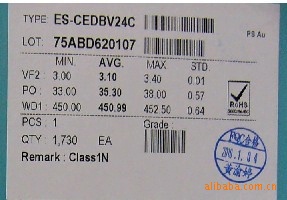 TYPE ES-CEDBV24C
PS Au
LOT: 75ABD620107
MIN. AVG. MAX. STD.
VF2 : 3.00 3.10 3.40 0.01
PO : 33.00 35.30 38.00 0.57
WD1 : 450.00 450.99 452.50 0.64
RoHS
PCS : 1 Grade
QTY : 1,730 EA
Remark : Class1N
alibaba.com.cn